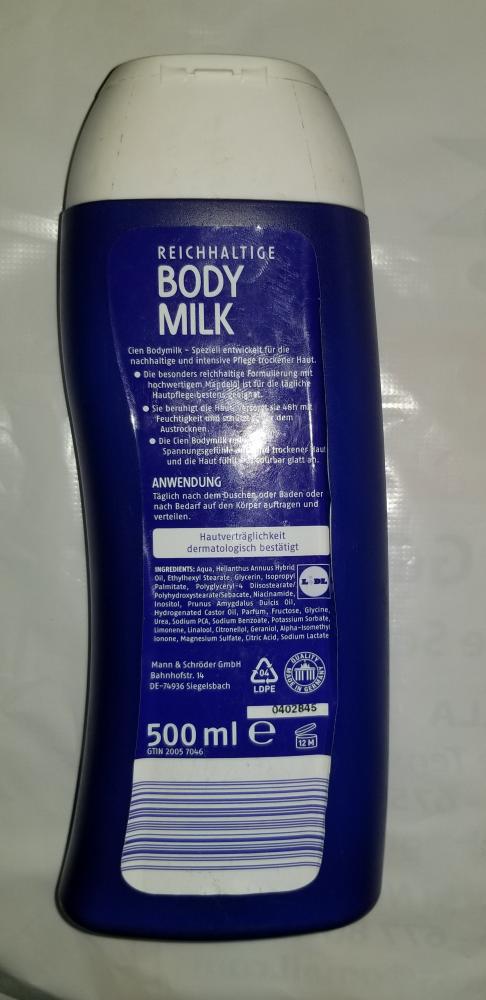 REICHHALTIGE
BODY
MILK
Cien Bodymilk – Speziell entwickelt für die
nachhaltige und intensive Pflege trockener Haut.
• Die besonders reichhaltige Formulierung mit
hochwertigem Mandelöl ist für die tägliche
Hautpflege bestens geeignet.
• Sie beruhigt die Haut, versorgt sie 48h mit
Feuchtigkeit und schützt vor dem
Austrocknen.
• Die Cien Bodymilk
Spannungsgefühle trockener Haut
und die Haut fühlt spürbar glatt an.
ANWENDUNG
Täglich nach dem Duschen oder Baden oder
nach Bedarf auf den Körper auftragen und
verteilen.
Hautverträglichkeit
dermatologisch bestätigt
INGREDIENTS: Aqua, Helianthus Annuus Hybrid
Oil, Ethylhexyl Stearate, Glycerin, Isopropyl
Palmitate, Polyglyceryl-4 Diisostearate/
Polyhydroxystearate/Sebacate, Niacinamide,
Inositol, Prunus Amygdalus Dulcis Oil,
Hydrogenated Castor Oil, Parfum, Fructose, Glycine,
Urea, Sodium PCA, Sodium Benzoate, Potassium Sorbate,
Limonene, Linalool, Citronellol, Geraniol, Alpha-Isomethyl
Ionone, Magnesium Sulfate, Citric Acid, Sodium Lactate
LIDL
Mann & Schröder GmbH
Bahnhofstr. 14
DE-74936 Siegelsbach
04
LDPE
QUALITY
MADE IN GERMANY
0402845
500 ml e
12 M
GTIN 2005 7046